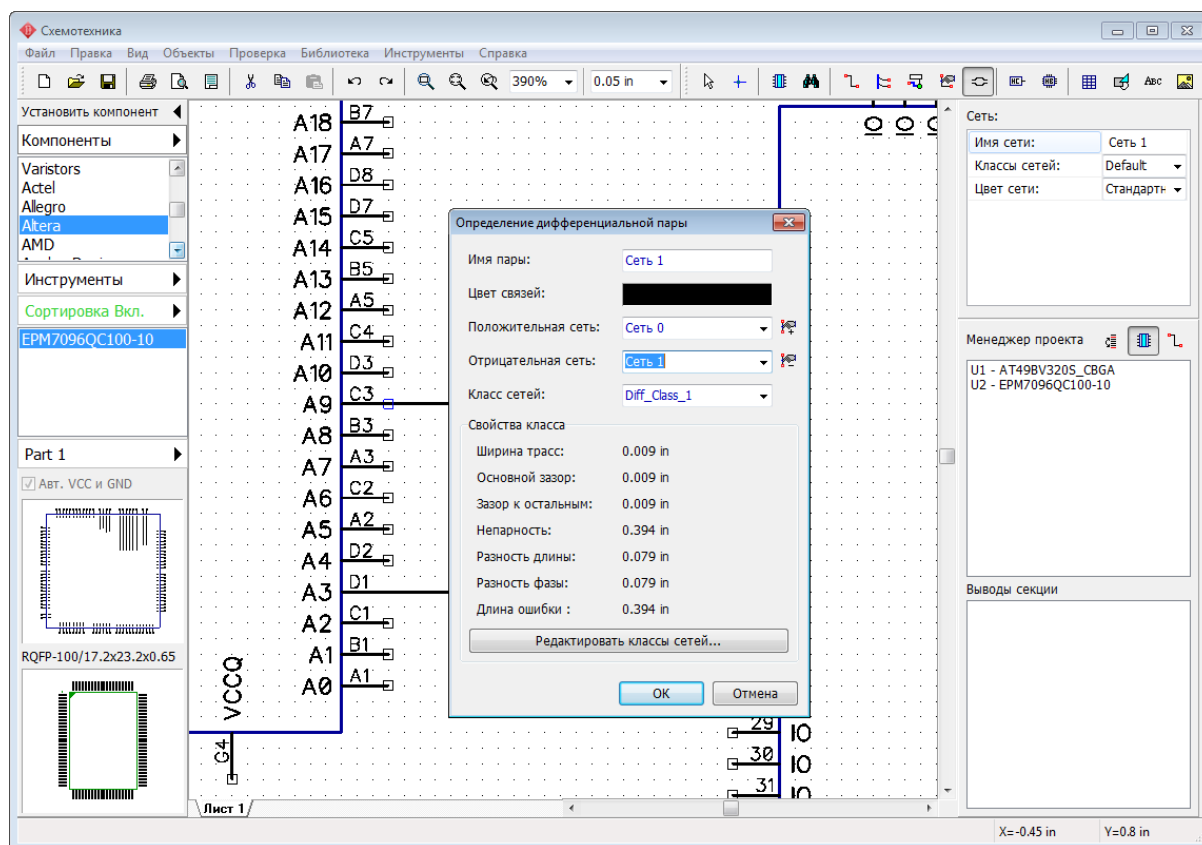 Схемотехника
Файл Правка Вид Объекты Проверка Библиотека Инструменты Справка
390% 0.05 in
ABC
Установить компонент
Компоненты
Varistors
Actel
Allegro
Altera
AMD
Инструменты
Сортировка Вкл.
EPM7096QC100-10
Part 1
Авт. VCC и GND
RQFP-100/17.2x23.2x0.65
A18 B7
A17 A7
A16 D8
A15 D7
A14 C5
A13 B5
A12 A5
A11 C4
A10 D3
A9 C3
A8 B3
A7 A3
A6 C2
A5 A2
A4 D2
A3 D1
A2 C1
A1 B1
A0 A1
VCCQ
G4
IO IO
29 IO
30 IO
31 IO
Лист 1
Определение дифференциальной пары
Имя пары: Сеть 1
Цвет связей:
Положительная сеть: Сеть 0
Отрицательная сеть: Сеть 1
Класс сетей: Diff_Class_1
Свойства класса
Ширина трасс: 0.009 in
Основной зазор: 0.009 in
Зазор к остальным: 0.009 in
Непарность: 0.394 in
Разность длины: 0.079 in
Разность фазы: 0.079 in
Длина ошибки : 0.394 in
Редактировать классы сетей...
OK Отмена
Сеть:
Имя сети: Сеть 1
Классы сетей: Default
Цвет сети:
Менеджер проекта
U1 - AT49BV320S_CBGA
U2 - EPM7096QC100-10
Выводы секции
X=-0.45 in Y=0.8 in